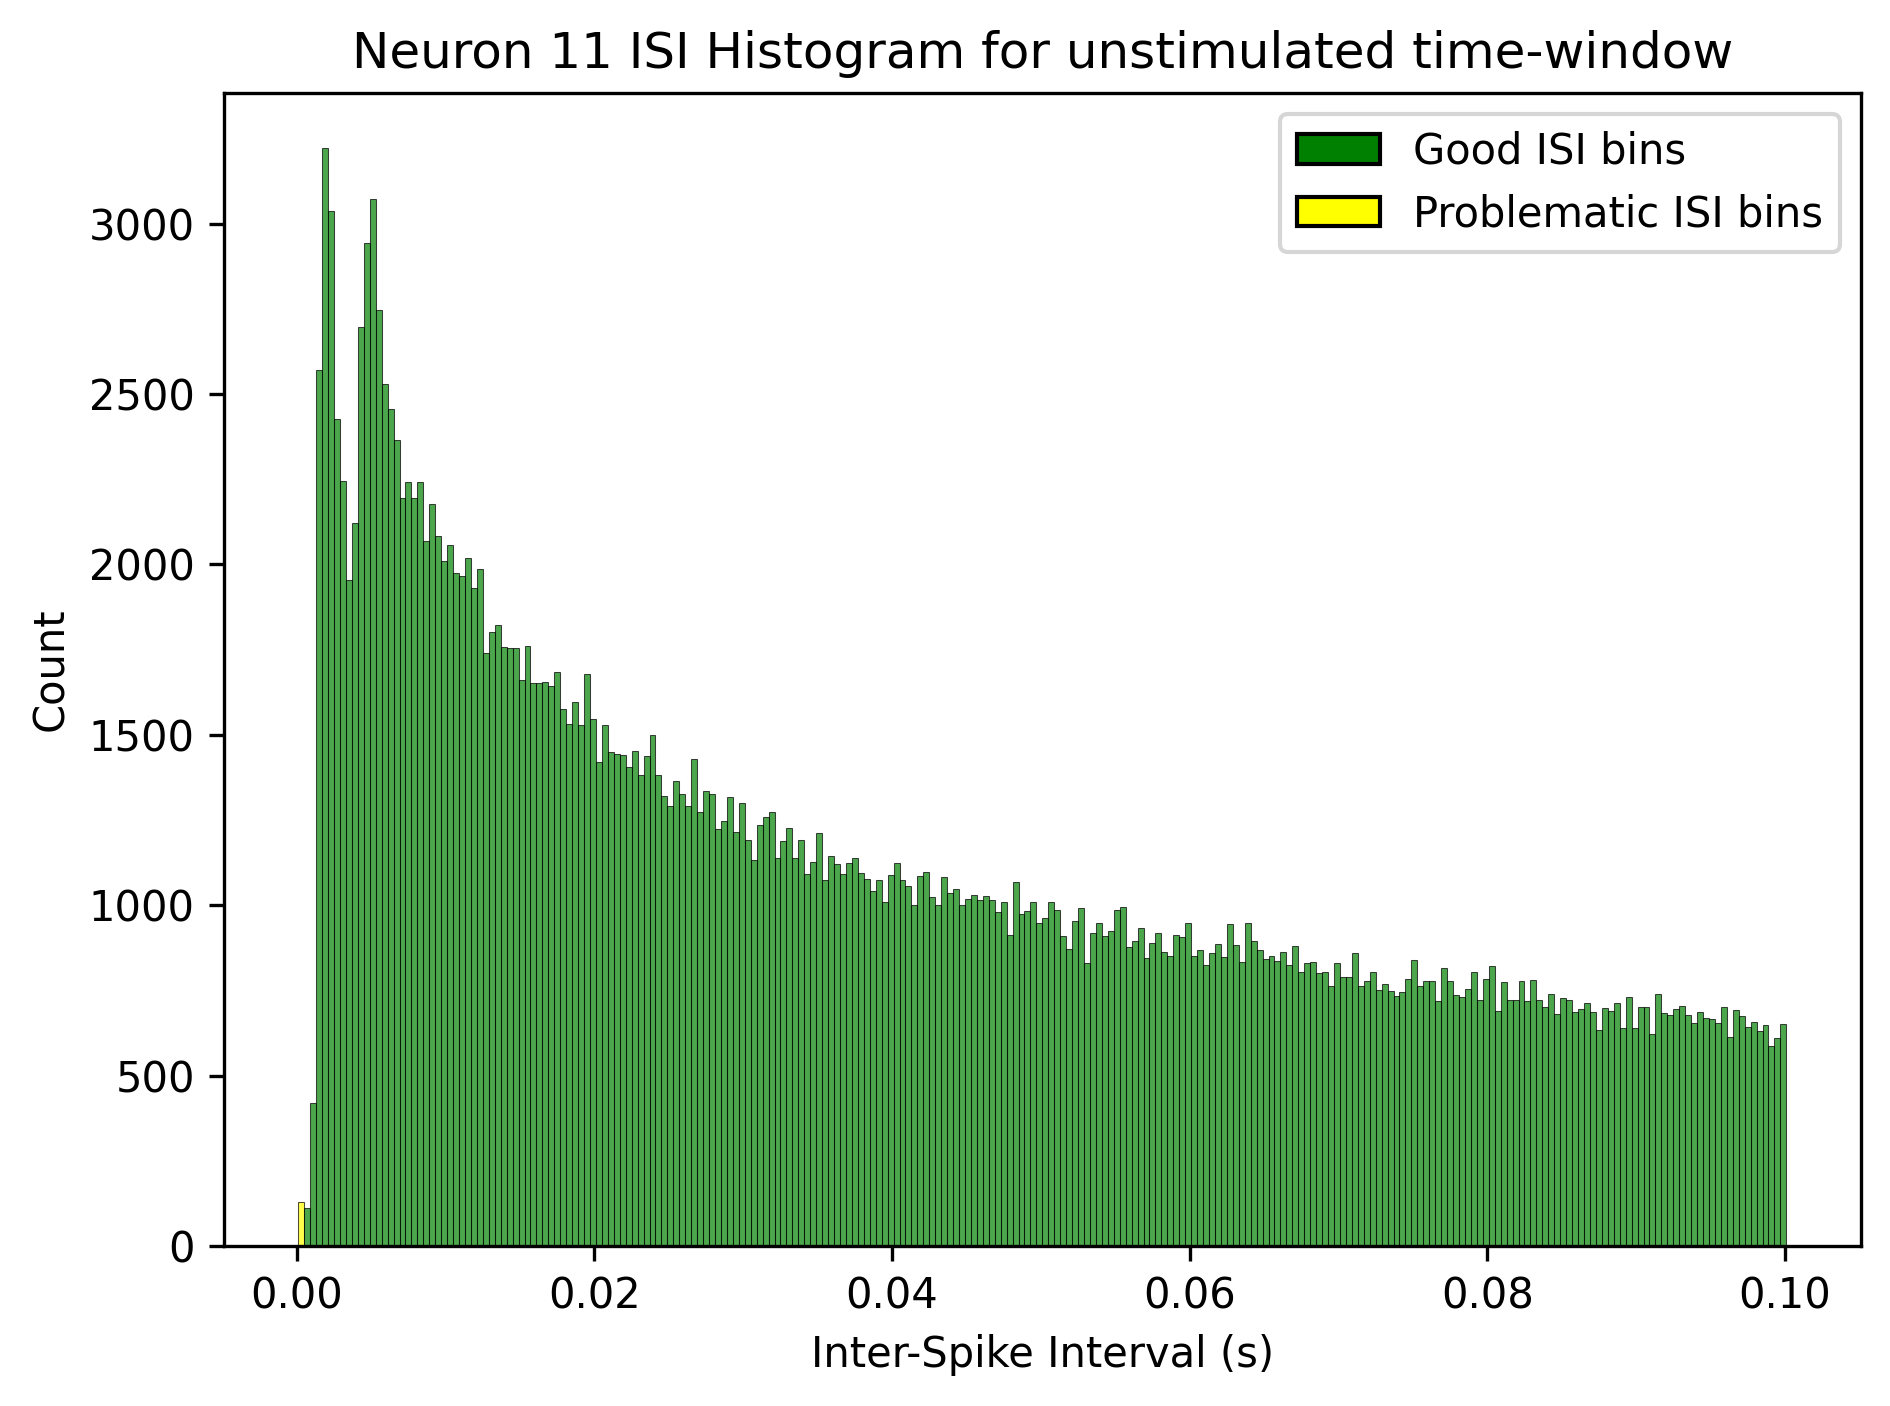 Neuron 11 ISI Histogram for unstimulated time-window
Good ISI bins
Problematic ISI bins
Count
3000
2500
2000
1500
1000
500
0
0.00 0.02 0.04 0.06 0.08 0.10
Inter-Spike Interval (s)